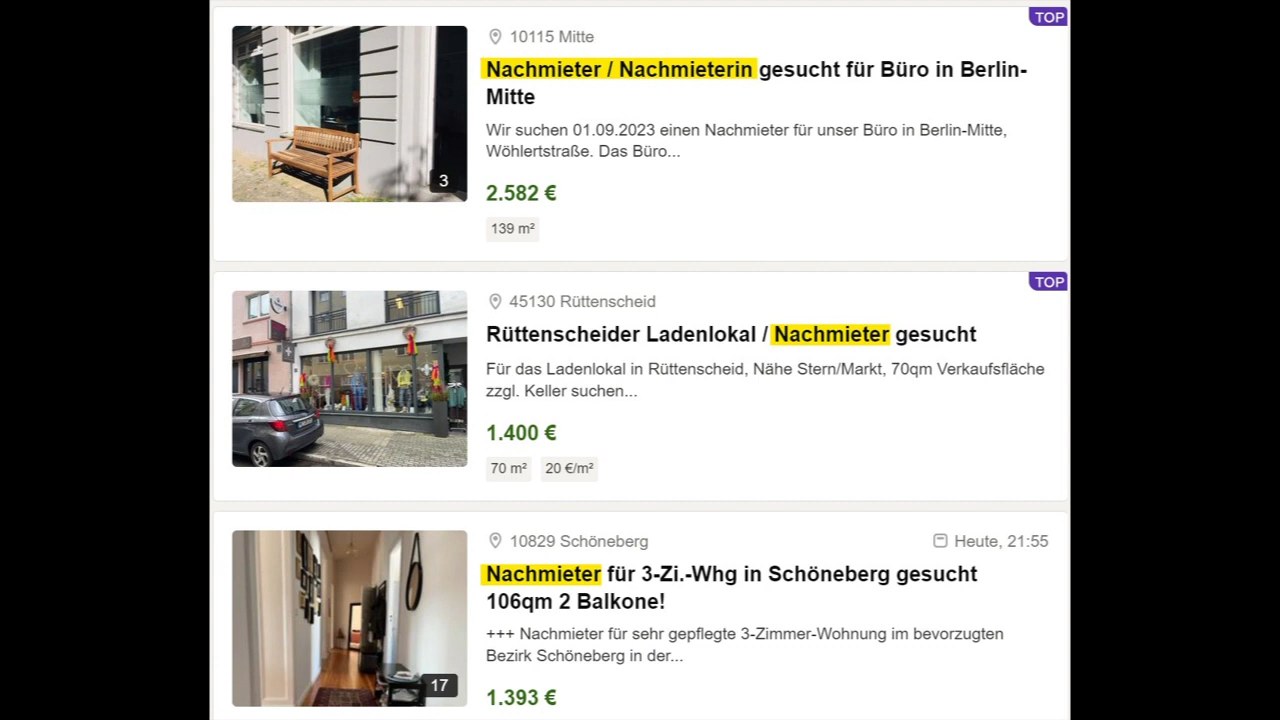 TOP
10115 Mitte
Nachmieter / Nachmieterin gesucht für Büro in Berlin-
Mitte
Wir suchen 01.09.2023 einen Nachmieter für unser Büro in Berlin-Mitte,
Wöhlertstraße. Das Büro...
3
2.582 €
139 m²
TOP
45130 Rüttenscheid
Rüttenscheider Ladenlokal / Nachmieter gesucht
Für das Ladenlokal in Rüttenscheid, Nähe Stern/Markt, 70qm Verkaufsfläche
zzgl. Keller suchen...
1.400 €
70 m² 20 €/m²
10829 Schöneberg Heute, 21:55
Nachmieter für 3-Zi.-Whg in Schöneberg gesucht
106qm 2 Balkone!
+++ Nachmieter für sehr gepflegte 3-Zimmer-Wohnung im bevorzugten
Bezirk Schöneberg in der...
17
1.393 €